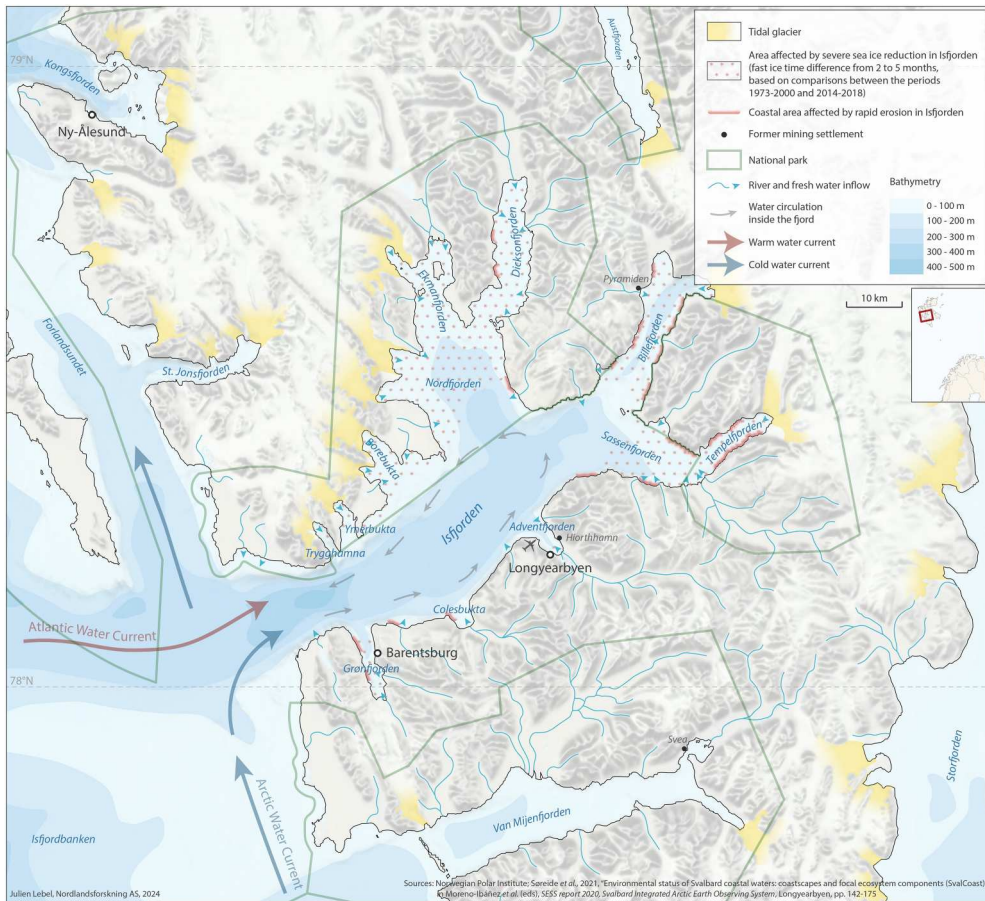 Tidal glacier
Area affected by severe sea ice reduction in Isfjorden
(fast ice time difference from 2 to 5 months,
based on comparisons between the periods
1973-2000 and 2014-2018)
Coastal area affected by rapid erosion in Isfjorden
Former mining settlement
National park
River and fresh water inflow
Water circulation
inside the fjord
Warm water current
Cold water current
Bathymetry
0 - 100 m
100 - 200 m
200 - 300 m
300 - 400 m
400 - 500 m
10 km
79°N
Kongsfjorden
Ny-Ålesund
Austfjorden
Dicksonfjorden
Ekmanfjorden
Pyramiden
Billefjorden
Forlandsundet
St. Jonsfjorden
Nordfjorden
Borebukta
Sassenfjorden
Tempelfjorden
Ymerbukta
Trygghamna
Isfjorden
Adventfjorden
Hiorthhamn
Longyearbyen
Colesbukta
Atlantic Water Current
Barentsburg
Grønfjorden
78°N
Svea
Storfjorden
Arctic Water Current
Van Mijenfjorden
Isfjordbanken
Julien Lebel, Nordlandsforskning AS, 2024
Sources: Norwegian Polar Institute; Søreide et al., 2021, "Environmental status of Svalbard coastal waters: coastscapes and focal ecosystem components (SvalCoast)",
in Moreno-Ibáñez et al. (eds), SESS report 2020, Svalbard Integrated Arctic Earth Observing System, Longyearbyen, pp. 142-175